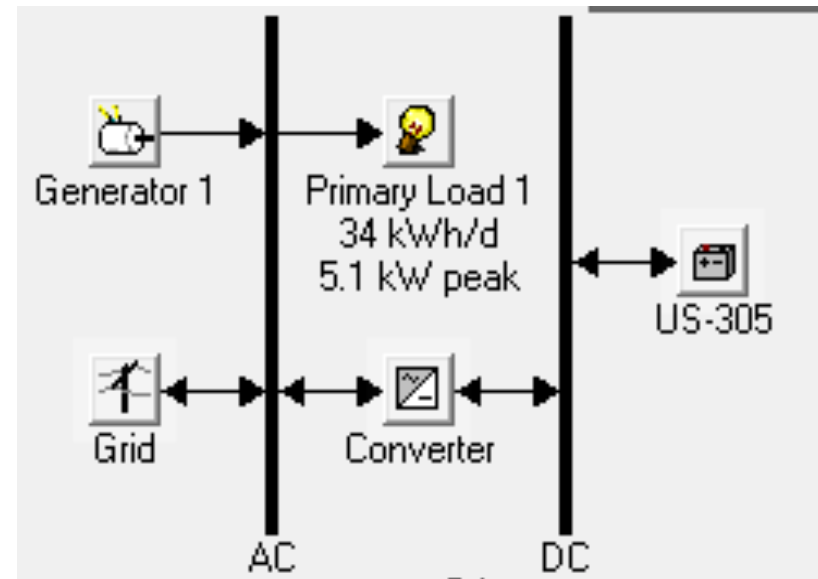 Generator 1
Primary Load 1
34 kWh/d
5.1 kW peak
US-305
Grid
Converter
AC
DC